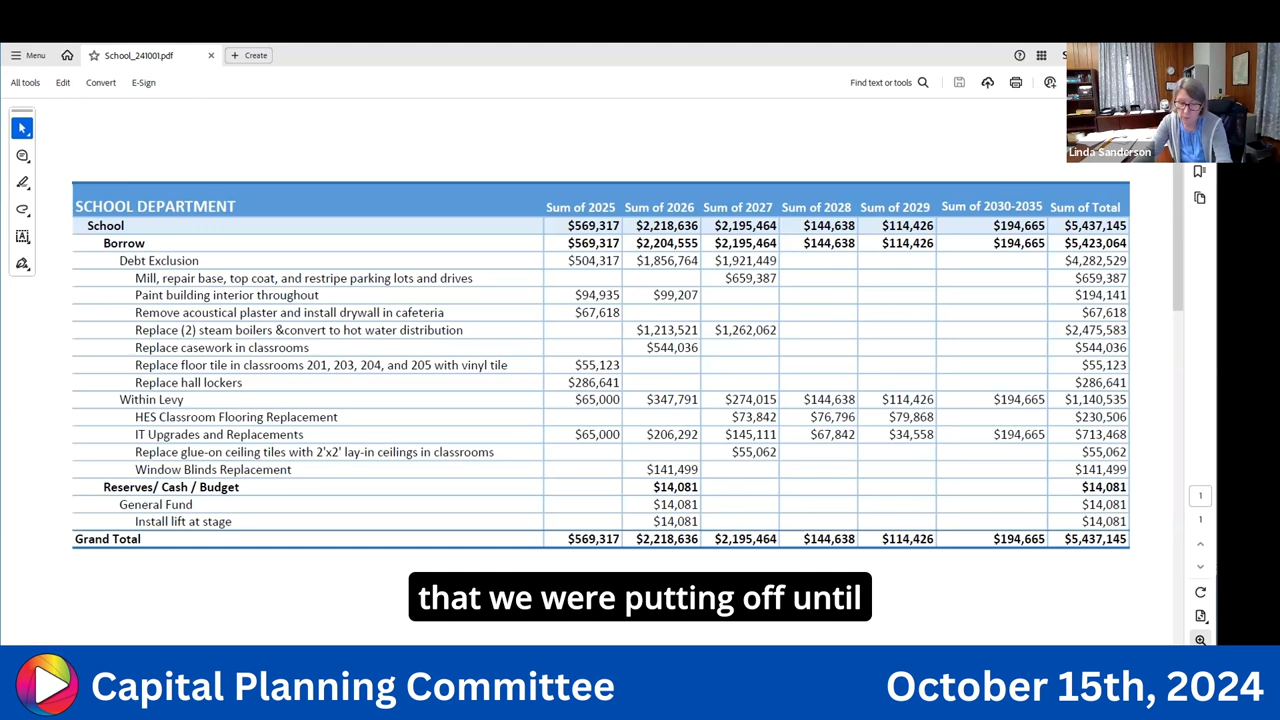 Menu
School_241001.pdf
Create
All tools Edit Convert E-Sign
Find text or tools
Linda Sanderson
SCHOOL DEPARTMENT Sum of 2025 Sum of 2026 Sum of 2027 Sum of 2028 Sum of 2029 Sum of 2030-2035 Sum of Total
School $569,317 $2,218,636 $2,195,464 $144,638 $114,426 $194,665 $5,437,145
Borrow $569,317 $2,204,555 $2,195,464 $144,638 $114,426 $194,665 $5,423,064
Debt Exclusion $504,317 $1,856,764 $1,921,449 $4,282,529
Mill, repair base, top coat, and restripe parking lots and drives $659,387 $659,387
Paint building interior throughout $94,935 $99,207 $194,141
Remove acoustical plaster and install drywall in cafeteria $67,618 $67,618
Replace (2) steam boilers &convert to hot water distribution $1,213,521 $1,262,062 $2,475,583
Replace casework in classrooms $544,036 $544,036
Replace floor tile in classrooms 201, 203, 204, and 205 with vinyl tile $55,123 $55,123
Replace hall lockers $286,641 $286,641
Within Levy $65,000 $347,791 $274,015 $144,638 $114,426 $194,665 $1,140,535
HES Classroom Flooring Replacement $73,842 $76,796 $79,868 $230,506
IT Upgrades and Replacements $65,000 $206,292 $145,111 $67,842 $34,558 $194,665 $713,468
Replace glue-on ceiling tiles with 2'x2' lay-in ceilings in classrooms $55,062 $55,062
Window Blinds Replacement $141,499 $141,499
Reserves/ Cash / Budget $14,081 $14,081
General Fund $14,081 $14,081
Install lift at stage $14,081 $14,081
Grand Total $569,317 $2,218,636 $2,195,464 $144,638 $114,426 $194,665 $5,437,145
1
1
that we were putting off until
Capital Planning Committee October 15th, 2024